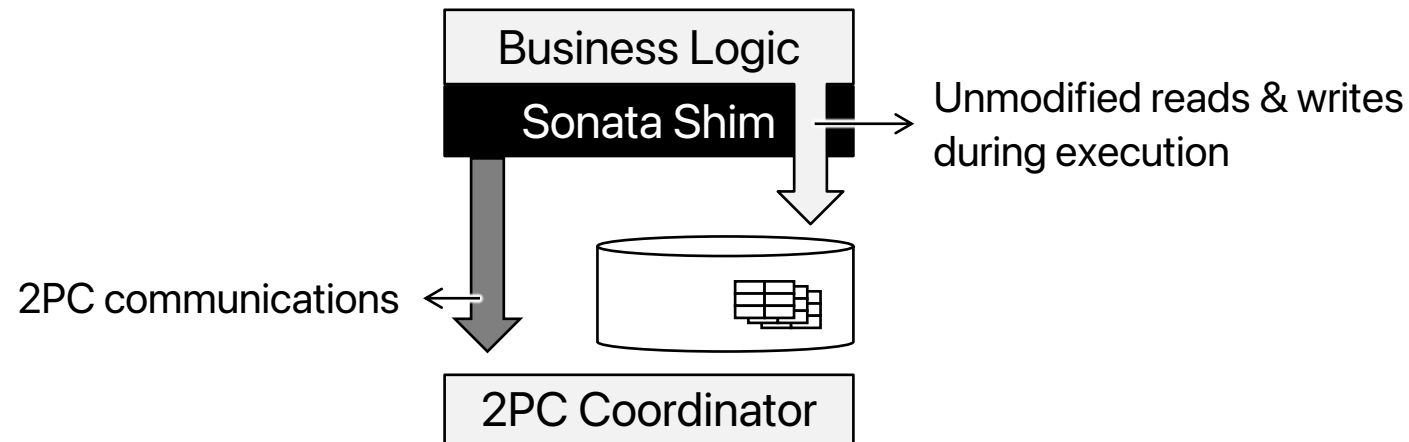 Business Logic
Sonata Shim
Unmodified reads & writes
during execution
2PC communications
2PC Coordinator